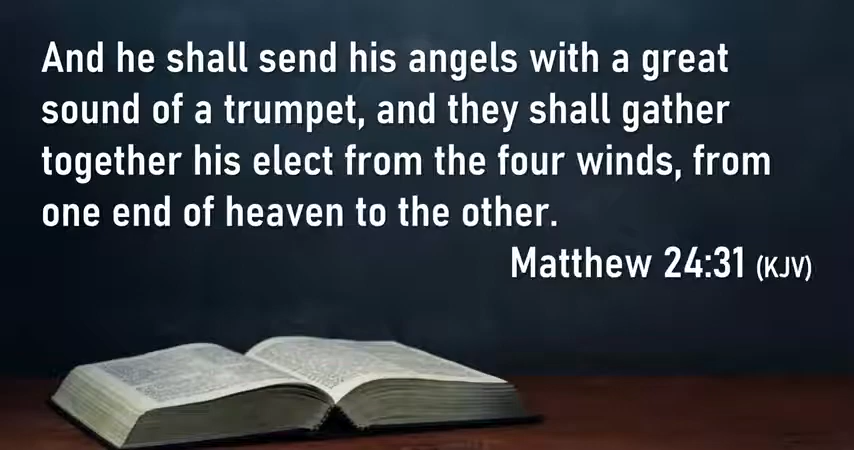 And he shall send his angels with a great
sound of a trumpet, and they shall gather
together his elect from the four winds, from
one end of heaven to the other.
Matthew 24:31 (KJV)